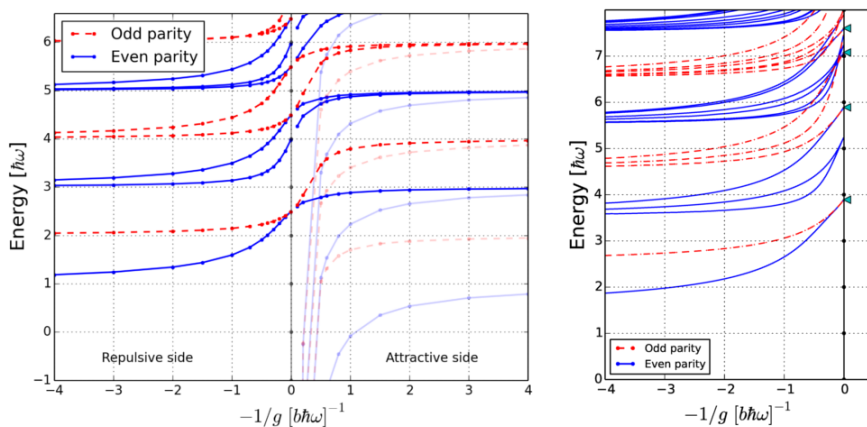 Energy [ħω]
6
5
4
3
2
1
0
−1
Odd parity
Even parity
Repulsive side
Attractive side
−4 −3 −2 −1 0 1 2 3 4
−1/g [bħω]⁻¹
Energy [ħω]
7
6
5
4
3
2
1
0
Odd parity
Even parity
−4 −3 −2 −1 0
−1/g [bħω]⁻¹